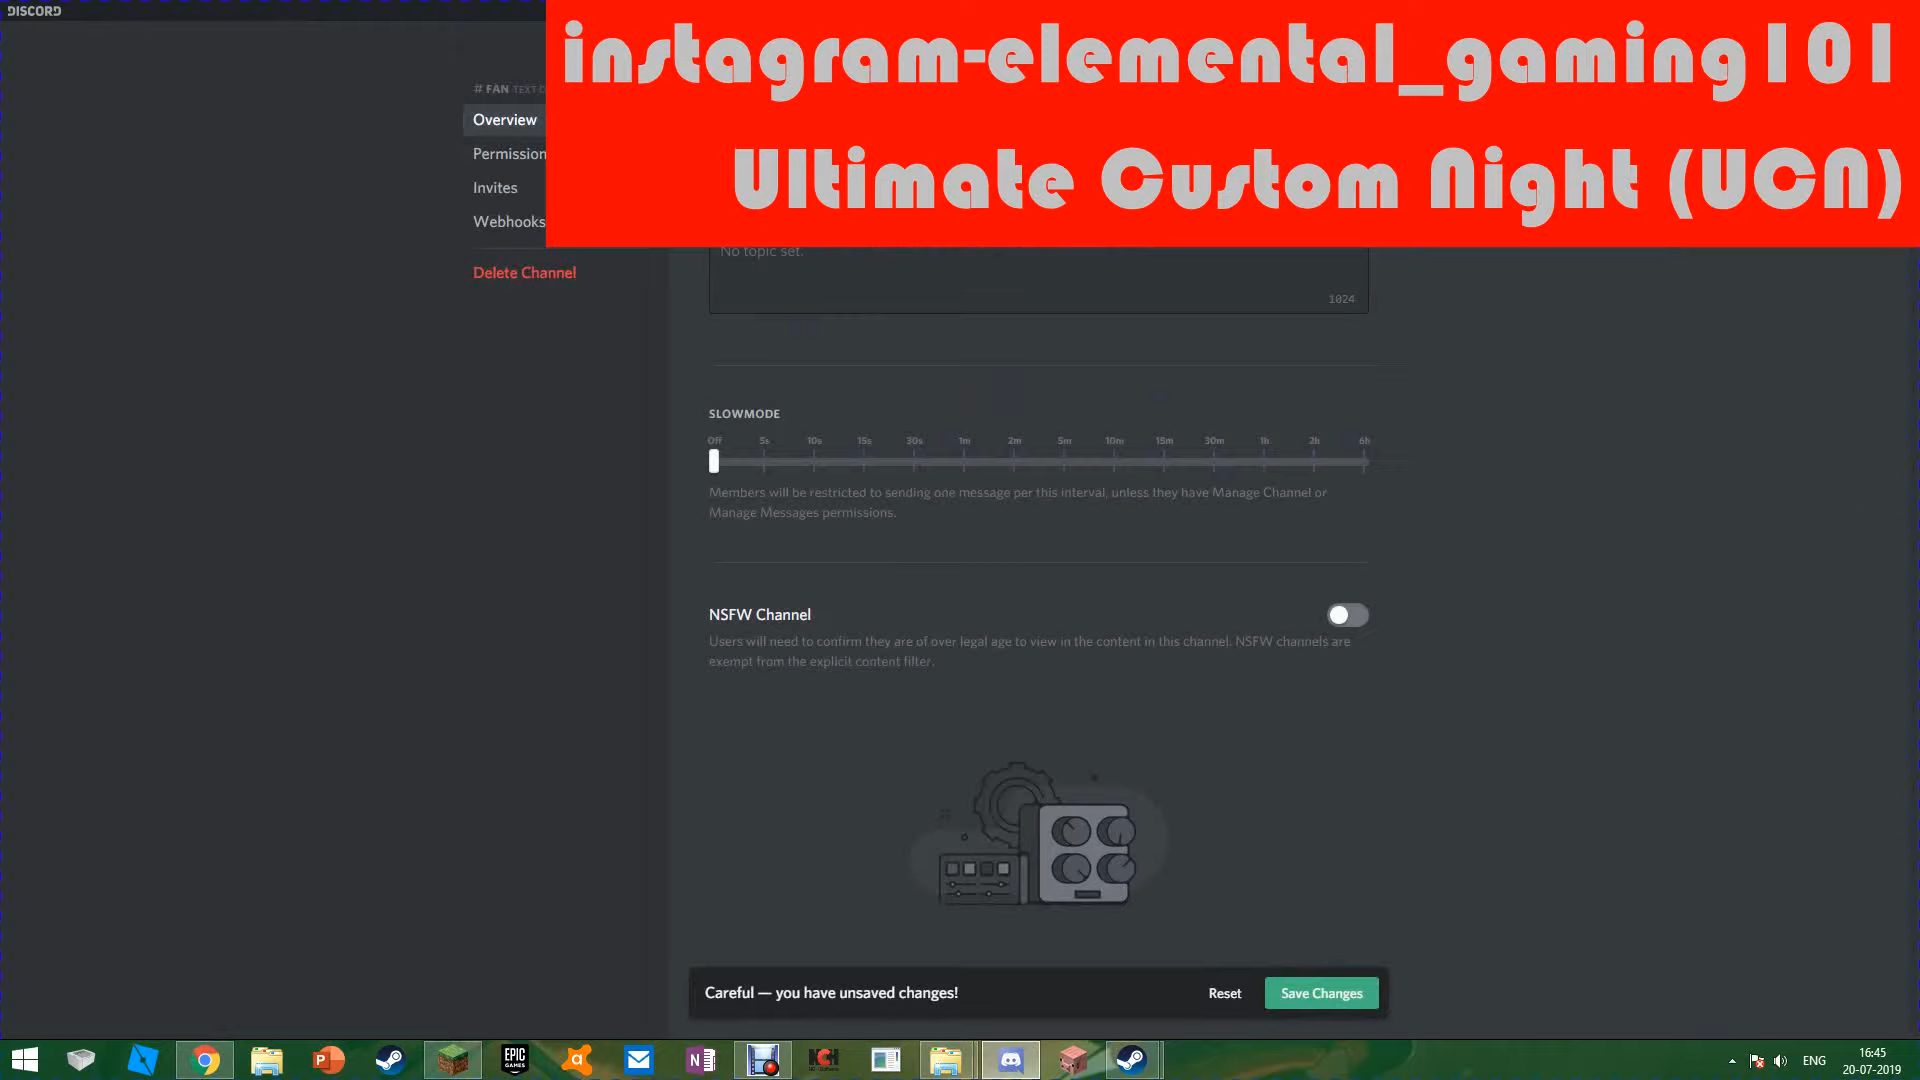 DISCORD
instagram-elemental_gaming101
Ultimate Custom Night (UCN)
# FAN TEXT
Overview
Permission
Invites
Webhooks
Delete Channel
No topic set.
1024
SLOWMODE
Off 5s 10s 15s 30s 1m 2m 5m 10m 15m 30m 1h 2h 6h
Members will be restricted to sending one message per this interval, unless they have Manage Channel or
Manage Messages permissions.
NSFW Channel
Users will need to confirm they are of over legal age to view in the content in this channel. NSFW channels are
exempt from the explicit content filter.
Careful — you have unsaved changes!
Reset
Save Changes
EPIC
GAMES
NCH
ENG
16:45
20-07-2019